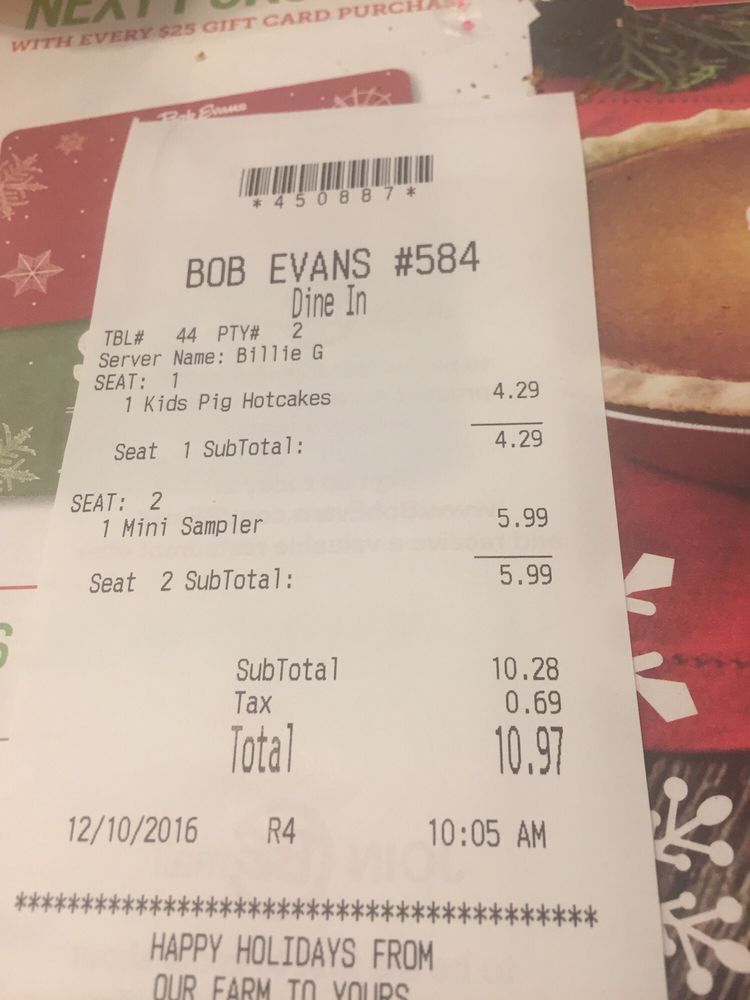 NEXT
WITH EVERY $25 GIFT CARD PURCHASE
Bob Evans
*450887*
BOB EVANS #584
Dine In
TBL# 44 PTY# 2
Server Name: Billie G
SEAT: 1
1 Kids Pig Hotcakes 4.29
Seat 1 SubTotal: 4.29
SEAT: 2
1 Mini Sampler 5.99
Seat 2 SubTotal: 5.99
SubTotal 10.28
Tax 0.69
Total 10.97
12/10/2016 R4 10:05 AM
****************************************
HAPPY HOLIDAYS FROM
OUR FARM TO YOURS